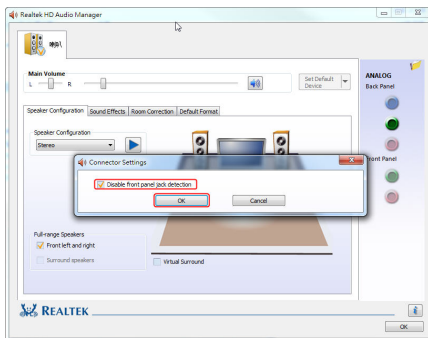 Realtek HD Audio Manager
喇叭
Main Volume
L R
Set Default
Device
ANALOG
Back Panel
Speaker Configuration Sound Effects Room Correction Default Format
Speaker Configuration
Stereo
Connector Settings
Front Panel
Disable front panel jack detection
OK Cancel
Full-range Speakers
Front left and right
Surround speakers
Virtual Surround
REALTEK
i
OK